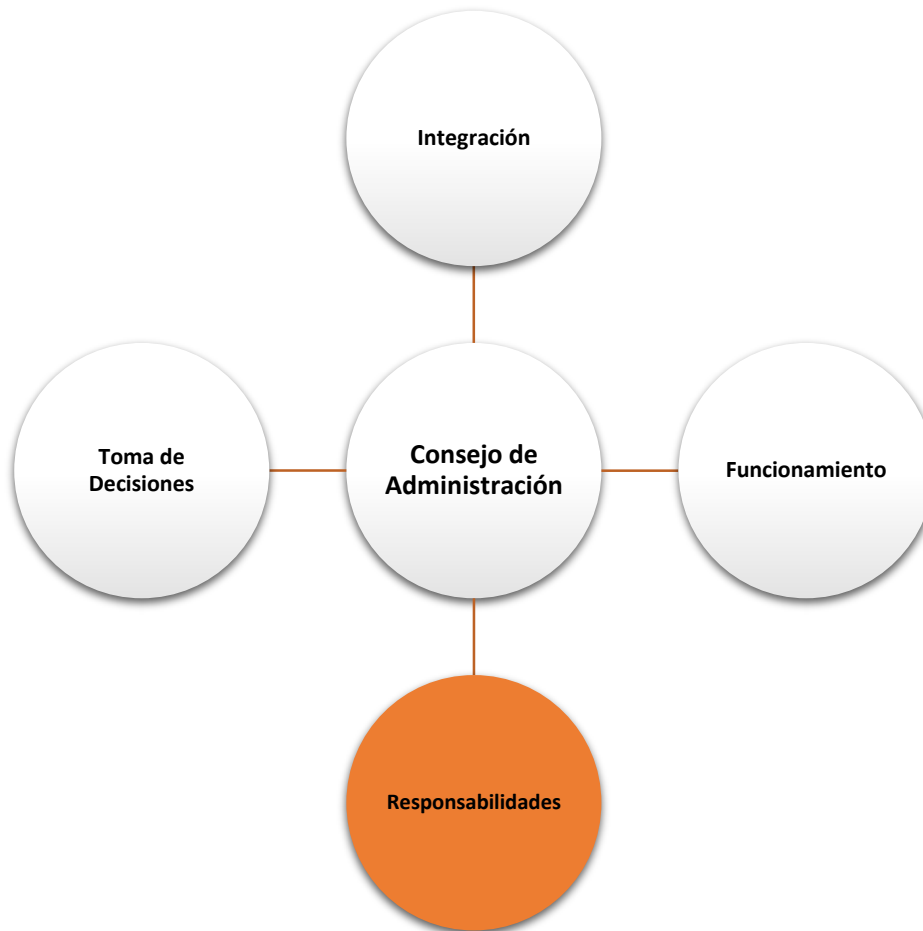 Integración
Toma de
Decisiones
Consejo de
Administración
Funcionamiento
Responsabilidades